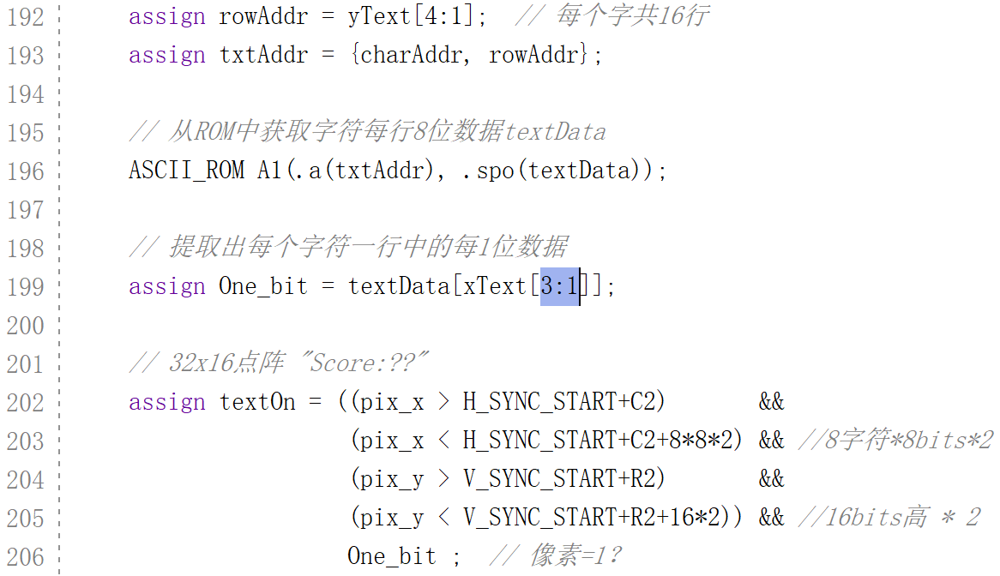 192 assign rowAddr = yText[4:1]; // 每个字共16行
193 assign txtAddr = {charAddr, rowAddr};
194
195 // 从ROM中获取字符每行8位数据textData
196 ASCII_ROM A1(.a(txtAddr), .spo(textData));
197
198 // 提取出每个字符一行中的每1位数据
199 assign One_bit = textData[xText[3:1]];
200
201 // 32x16点阵 "Score:??"
202 assign textOn = ((pix_x > H_SYNC_START+C2) &&
203 (pix_x < H_SYNC_START+C2+8*8*2) && //8字符*8bits*2
204 (pix_y > V_SYNC_START+R2) &&
205 (pix_y < V_SYNC_START+R2+16*2)) && //16bits高 * 2
206 One_bit ; // 像素=1?